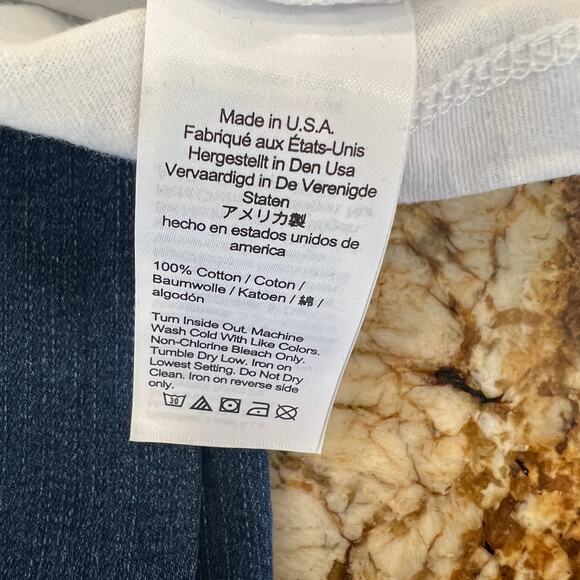 Made in U.S.A.
Fabriqué aux États-Unis
Hergestellt in Den Usa
Vervaardigd in De Verenigde
Staten
アメリカ製
hecho en estados unidos de
america
100% Cotton / Coton /
Baumwolle / Katoen / 綿 /
algodón
Turn Inside Out. Machine
Wash Cold With Like Colors.
Non-Chlorine Bleach Only.
Tumble Dry Low. Iron on
Lowest Setting. Do Not Dry
Clean. Iron on reverse side
only.
30